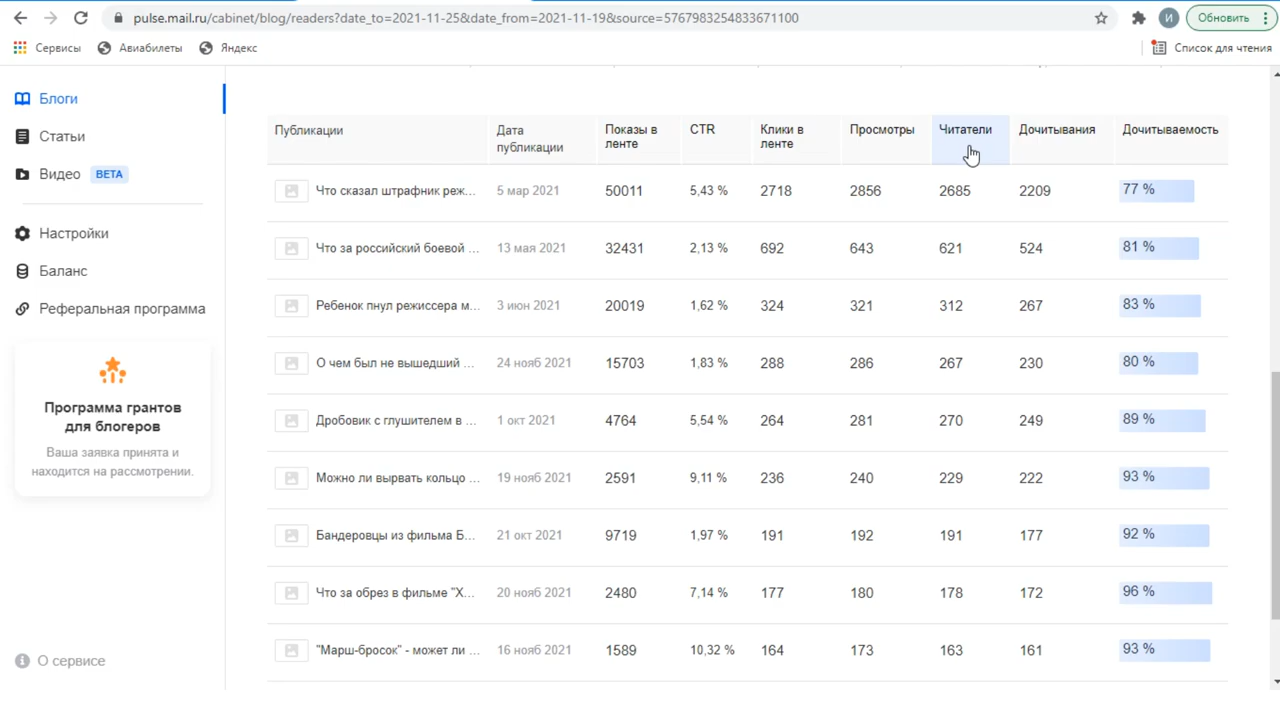 pulse.mail.ru/cabinet/blog/readers?date_to=2021-11-25&date_from=2021-11-19&source=5767983254833671100
И
Обновить
Сервисы Авиабилеты Яндекс Список для чтения
Блоги
Статьи
Видео BETA
Настройки
Баланс
Реферальная программа
Программа грантов
для блогеров
Ваша заявка принята и
находится на рассмотрении.
О сервисе
Публикации Дата публикации Показы в ленте CTR Клики в ленте Просмотры Читатели Дочитывания Дочитываемость
Что сказал штрафник реж... 5 мар 2021 50011 5,43 % 2718 2856 2685 2209 77 %
Что за российский боевой ... 13 мая 2021 32431 2,13 % 692 643 621 524 81 %
Ребенок пнул режиссера м... 3 июн 2021 20019 1,62 % 324 321 312 267 83 %
О чем был не вышедший ... 24 нояб 2021 15703 1,83 % 288 286 267 230 80 %
Дробовик с глушителем в ... 1 окт 2021 4764 5,54 % 264 281 270 249 89 %
Можно ли вырвать кольцо ... 19 нояб 2021 2591 9,11 % 236 240 229 222 93 %
Бандеровцы из фильма Б... 21 окт 2021 9719 1,97 % 191 192 191 177 92 %
Что за обрез в фильме "Х... 20 нояб 2021 2480 7,14 % 177 180 178 172 96 %
"Марш-бросок" - может ли ... 16 нояб 2021 1589 10,32 % 164 173 163 161 93 %